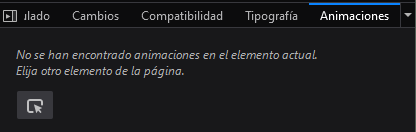 ulado Cambios Compatibilidad Tipografía Animaciones
No se han encontrado animaciones en el elemento actual.
Elija otro elemento de la página.